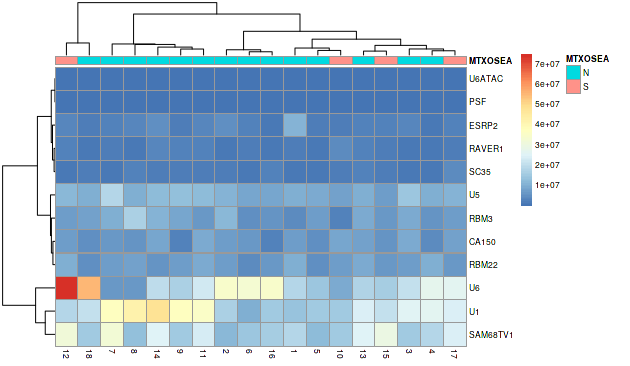 MTXOSEA
U6ATAC
PSF
ESRP2
RAVER1
SC35
U5
RBM3
CA150
RBM22
U6
U1
SAM68TV1
12 18 7 8 14 9 11 2 6 16 1 5 10 13 15 3 4 17
7e+07
6e+07
5e+07
4e+07
3e+07
2e+07
1e+07
MTXOSEA
N
S